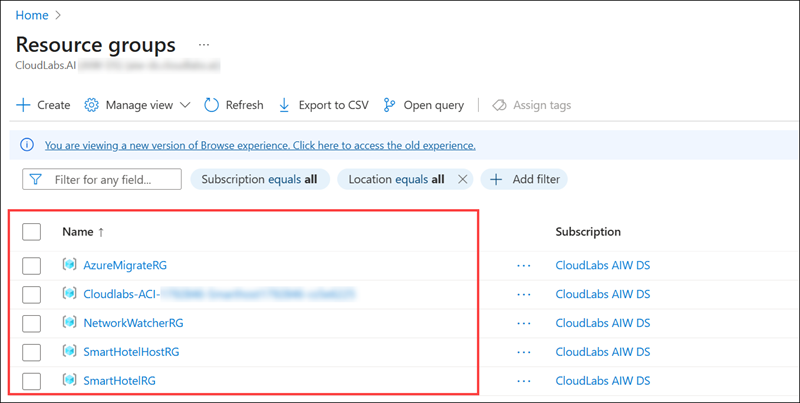 Home >
Resource groups ...
CloudLabs.AI
+ Create Manage view Refresh Export to CSV Open query Assign tags
You are viewing a new version of Browse experience. Click here to access the old experience.
Filter for any field... Subscription equals all Location equals all × + Add filter
Name ↑ Subscription
AzureMigrateRG ... CloudLabs AIW DS
Cloudlabs-ACI- ... CloudLabs AIW DS
NetworkWatcherRG ... CloudLabs AIW DS
SmartHotelHostRG ... CloudLabs AIW DS
SmartHotelRG ... CloudLabs AIW DS